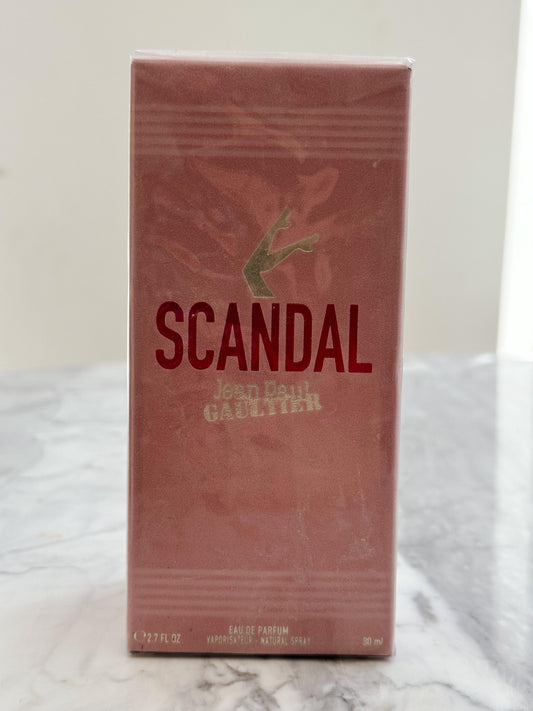 SCANDAL
Jean Paul
GAULTIER
EAU DE PARFUM
2.7 FL OZ VAPORISATEUR - NATURAL SPRAY 80 ml